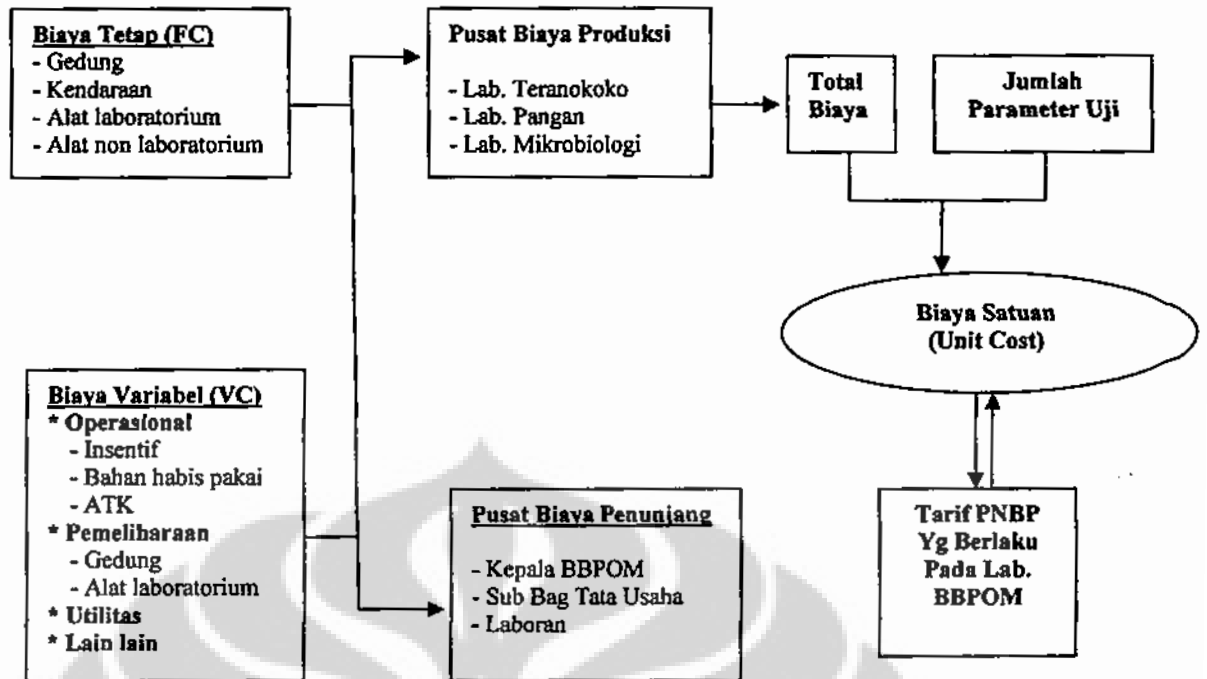 Biaya Tetap (FC)
- Gedung
- Kendaraan
- Alat laboratorium
- Alat non laboratorium
Pusat Biaya Produksi
- Lab. Teranokoko
- Lab. Pangan
- Lab. Mikrobiologi
Total
Biaya
Jumlah
Parameter Uji
Biaya Satuan
(Unit Cost)
Biaya Variabel (VC)
* Operasional
- Insentif
- Bahan habis pakai
- ATK
* Pemeliharaan
- Gedung
- Alat laboratorium
* Utilitas
* Lain lain
Pusat Biaya Penunjang
- Kepala BBPOM
- Sub Bag Tata Usaha
- Laboran
Tarif PNBP
Yg Berlaku
Pada Lab.
BBPOM